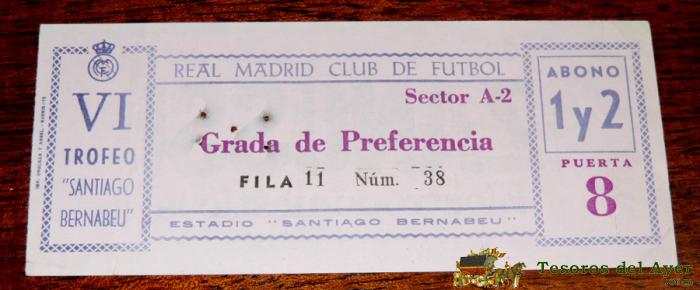 VI
TROFEO
"SANTIAGO
BERNABEU"
REAL MADRID CLUB DE FUTBOL
Sector A-2
Grada de Preferencia
FILA 11 Núm. 38
ESTADIO "SANTIAGO BERNABEU"
ABONO
1 y 2
PUERTA
8
Tesoros del Ayer